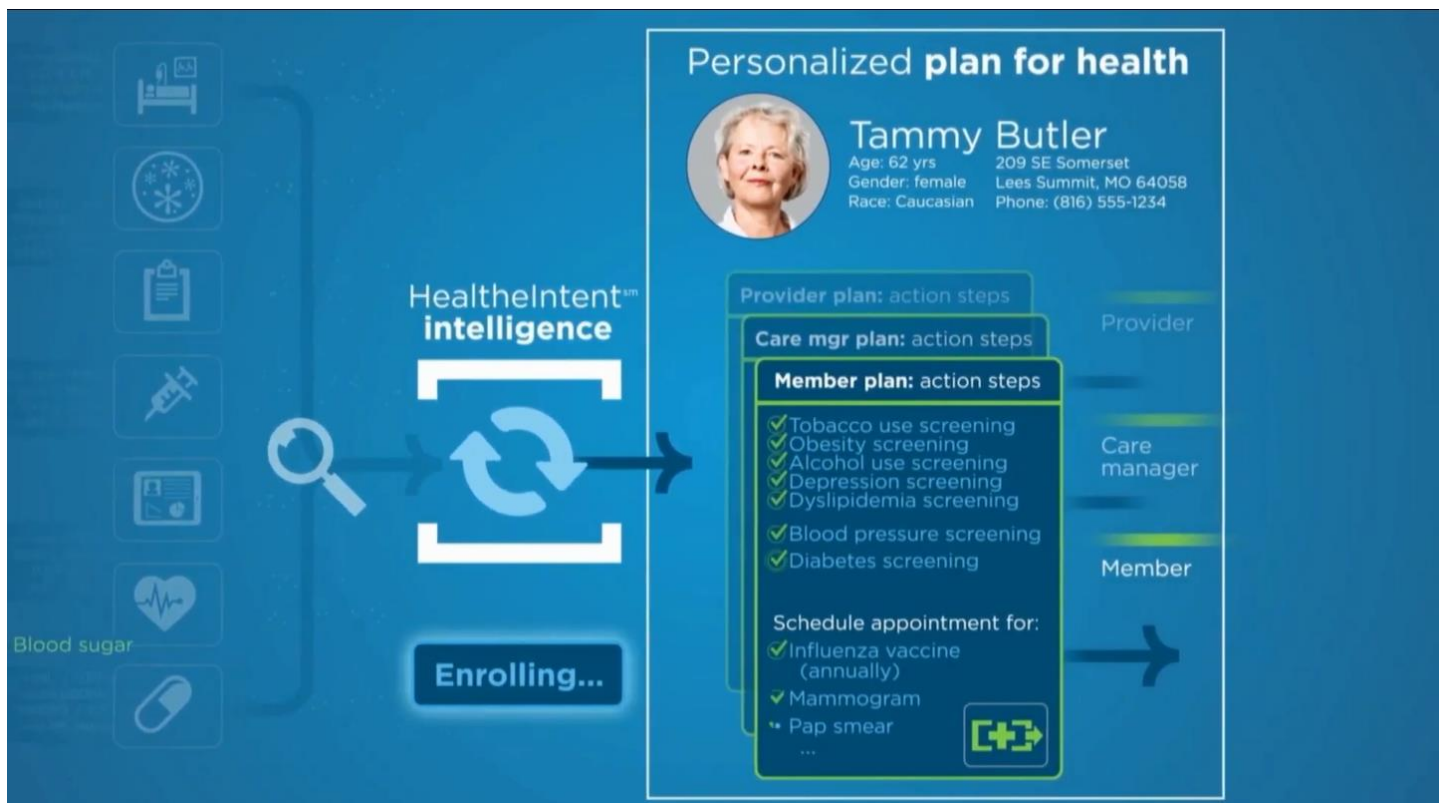 Personalized plan for health
Tammy Butler
Age: 62 yrs
Gender: female
Race: Caucasian
209 SE Somerset
Lees Summit, MO 64058
Phone: (816) 555-1234
HealtheIntent℠
intelligence
Enrolling...
Blood sugar
Provider plan: action steps
Care mgr plan: action steps
Member plan: action steps
Tobacco use screening
Obesity screening
Alcohol use screening
Depression screening
Dyslipidemia screening
Blood pressure screening
Diabetes screening
Schedule appointment for:
Influenza vaccine
(annually)
Mammogram
Pap smear
...
Provider
Care
manager
Member